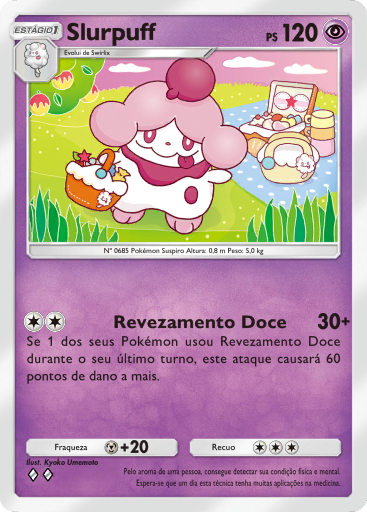 ESTÁGIO 1
Slurpuff
PS 120
Evolui de Swirlix
Nº 0685 Pokémon Suspiro Altura: 0,8 m Peso: 5,0 kg
Revezamento Doce 30+
Se 1 dos seus Pokémon usou Revezamento Doce
durante o seu último turno, este ataque causará 60
pontos de dano a mais.
Fraqueza +20
Recuo
Ilust. Kyoko Umemoto
Pelo aroma de uma pessoa, consegue detectar sua condição física e mental.
Espera-se que um dia esta técnica tenha muitas aplicações na medicina.